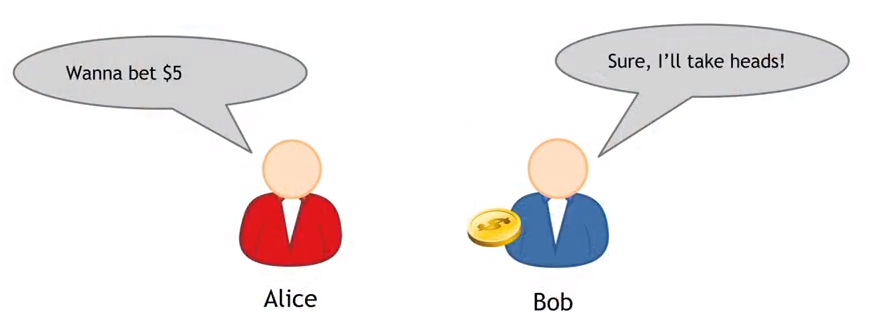 Wanna bet $5
Sure, I'll take heads!
$
Alice
Bob